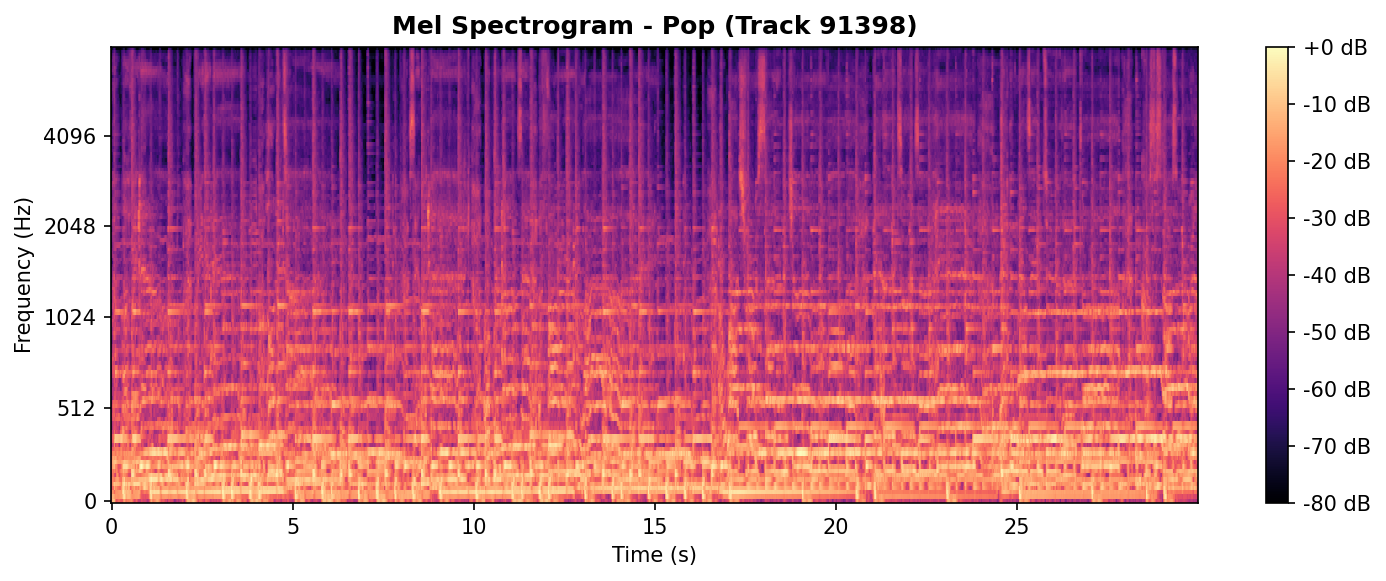 Mel Spectrogram - Pop (Track 91398)
Frequency (Hz)
4096
2048
1024
512
0
0 5 10 15 20 25
Time (s)
+0 dB
-10 dB
-20 dB
-30 dB
-40 dB
-50 dB
-60 dB
-70 dB
-80 dB